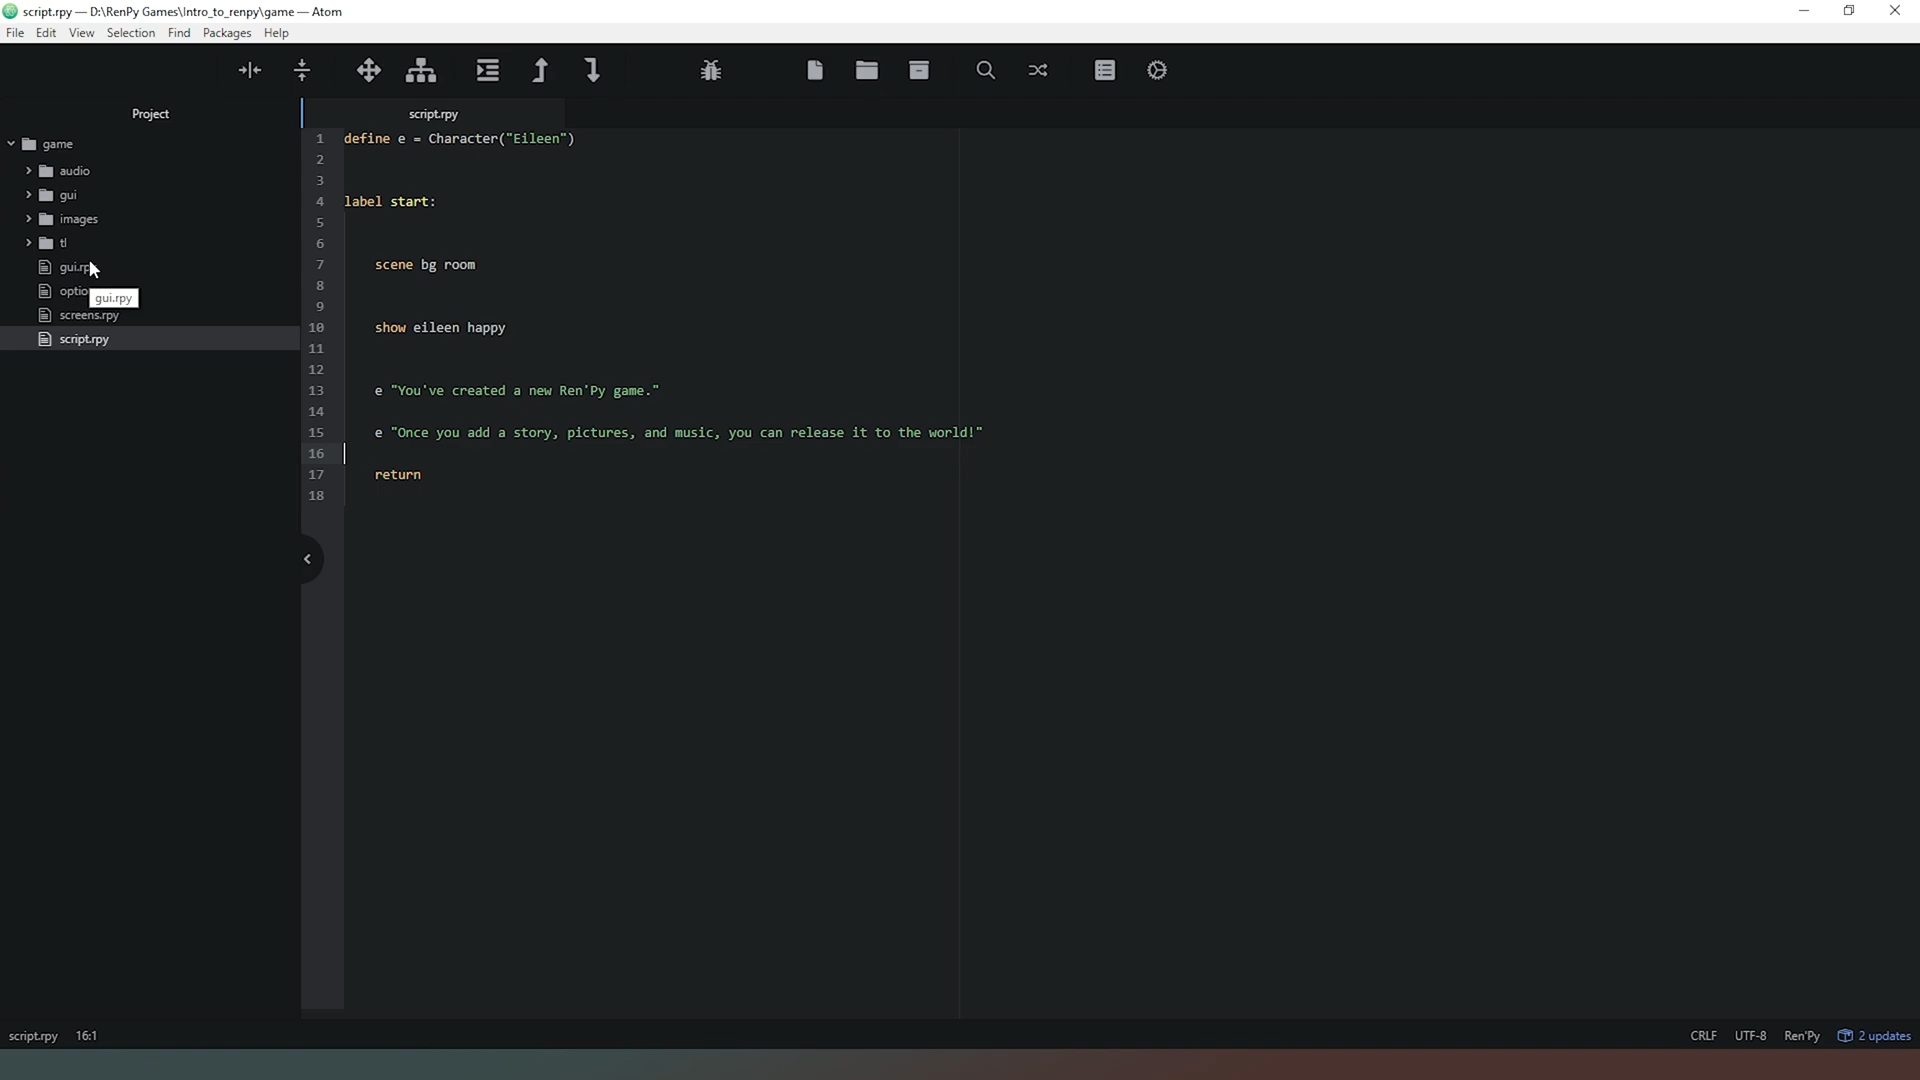 script.rpy — D:\RenPy Games\Intro_to_renpy\game — Atom
File Edit View Selection Find Packages Help
Project
script.rpy
game
audio
gui
images
tl
gui.rp
optio
gui.rpy
screens.rpy
script.rpy
1 define e = Character("Eileen")
2
3
4 label start:
5
6
7 scene bg room
8
9
10 show eileen happy
11
12
13 e "You've created a new Ren'Py game."
14
15 e "Once you add a story, pictures, and music, you can release it to the world!"
16
17 return
18
script.rpy 16:1 CRLF UTF-8 Ren'Py 2 updates